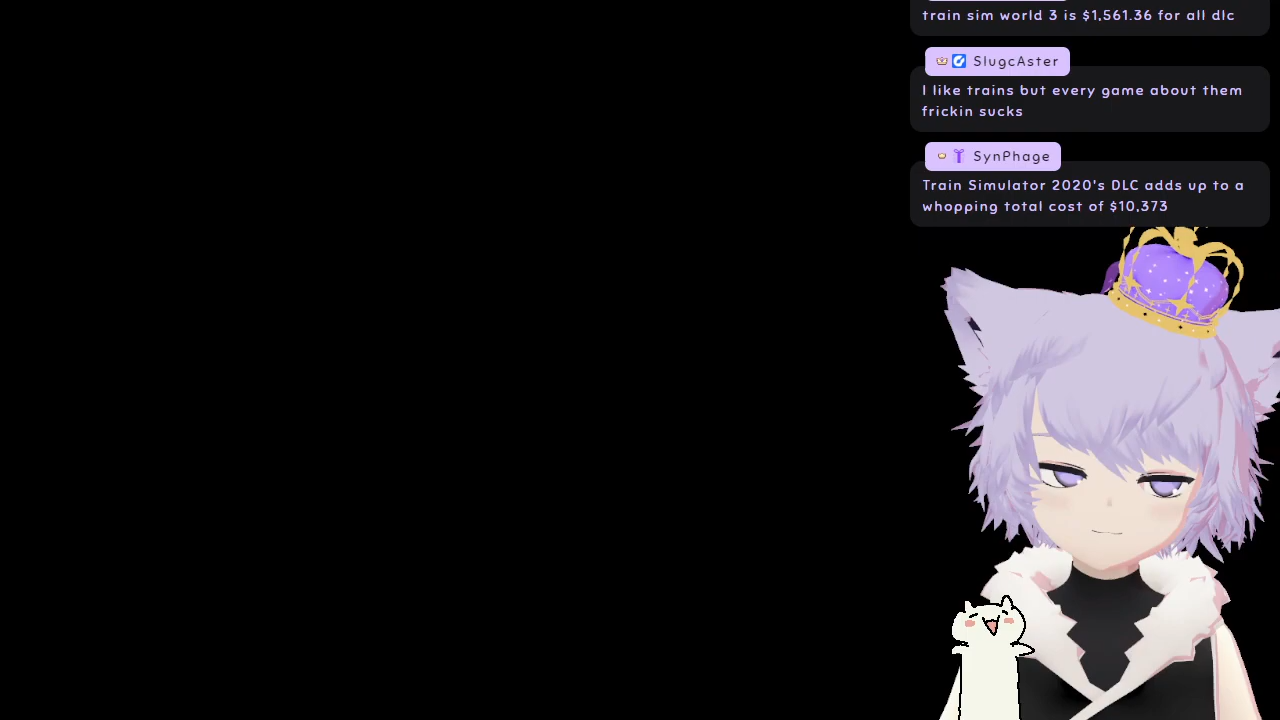 train sim world 3 is $1,561.36 for all dlc
SlugcAster
I like trains but every game about them
frickin sucks
SynPhage
Train Simulator 2020's DLC adds up to a
whopping total cost of $10,373